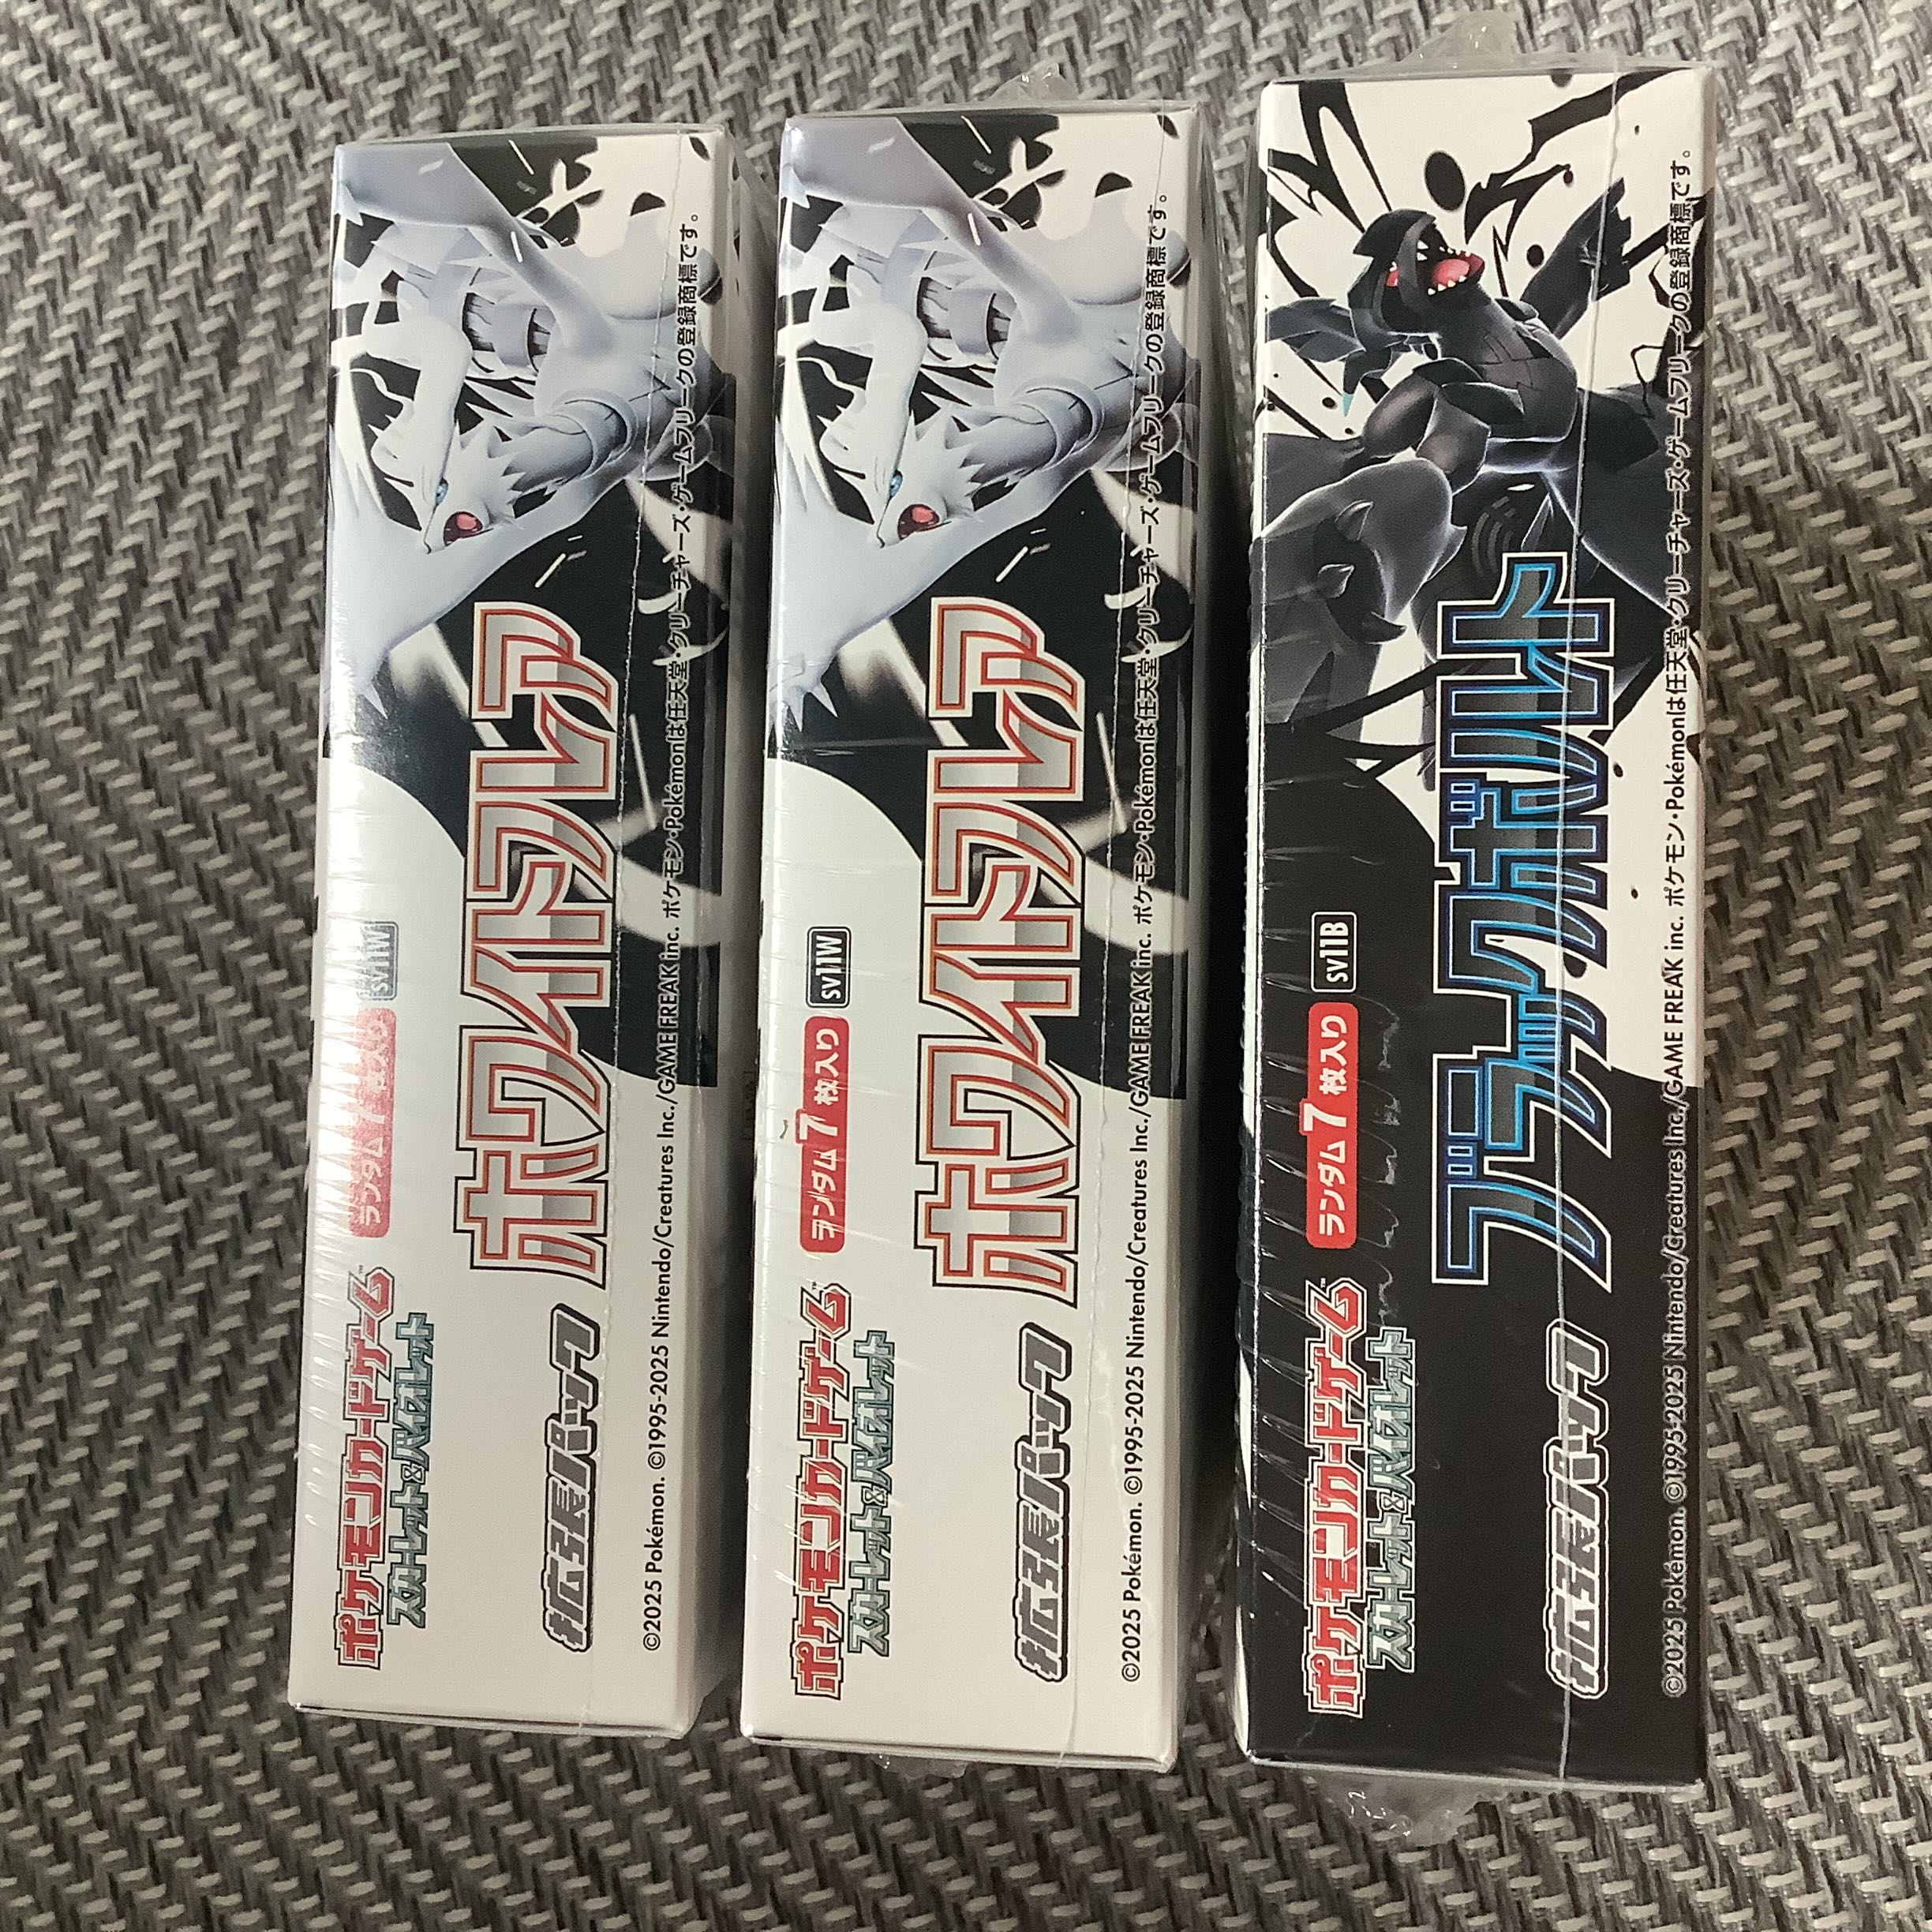 ポケモンカードゲーム
スカーレット&バイオレット
ランダム7枚入り
SV11W
拡張パック
ホワイトフレア
©2025 Pokémon. ©1995-2025 Nintendo/Creatures Inc./GAME FREAK inc. ポケモン・Pokémonは任天堂・クリーチャーズ・ゲームフリークの登録商標です。
ポケモンカードゲーム™
スカーレット&バイオレット
ランダム7枚入り
SV11W
拡張パック
ホワイトフレア
©2025 Pokémon. ©1995-2025 Nintendo/Creatures Inc./GAME FREAK inc. ポケモン・Pokémonは任天堂・クリーチャーズ・ゲームフリークの登録商標です。
ポケモンカードゲーム™
スカーレット&バイオレット
ランダム7枚入り
SV11B
拡張パック
ブラックボルト
©2025 Pokémon. ©1995-2025 Nintendo/Creatures Inc./GAME FREAK inc. ポケモン・Pokémonは任天堂・クリーチャーズ・ゲームフリークの登録商標です。